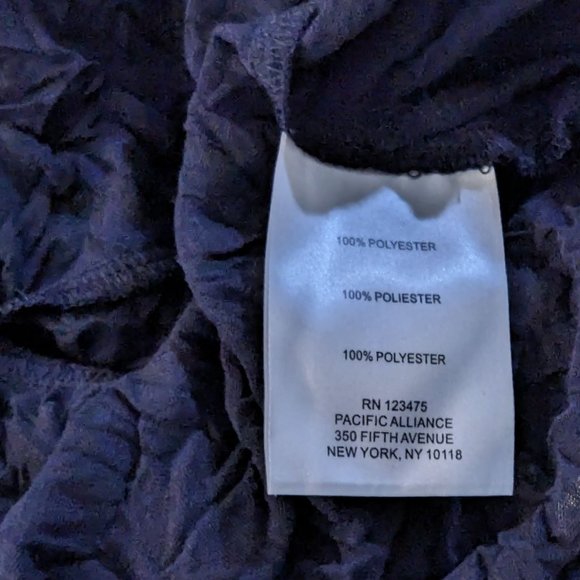 100% POLYESTER
100% POLIESTER
100% POLYESTER
RN 123475
PACIFIC ALLIANCE
350 FIFTH AVENUE
NEW YORK, NY 10118